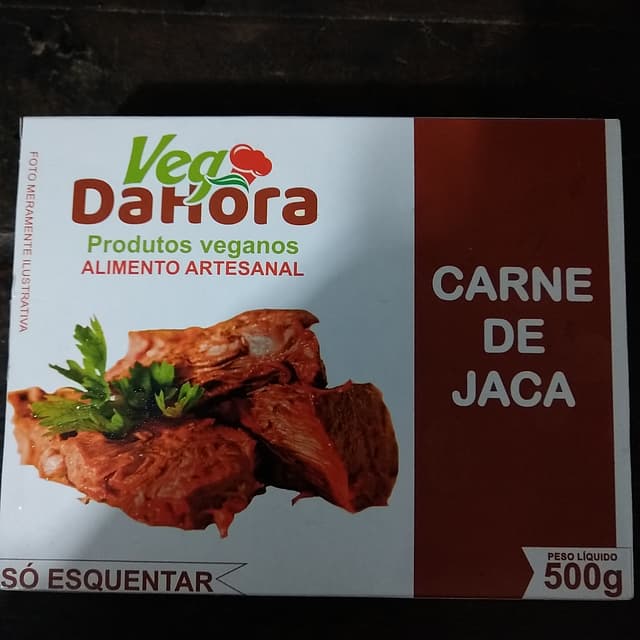 FOTO MERAMENTE ILUSTRATIVA
Veg
DaHora
Produtos veganos
ALIMENTO ARTESANAL
CARNE
DE
JACA
SÓ ESQUENTAR
PESO LÍQUIDO
500g